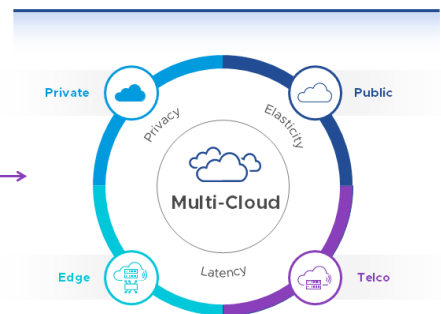 Private
Public
Privacy
Elasticity
Multi-Cloud
Latency
Edge
Telco